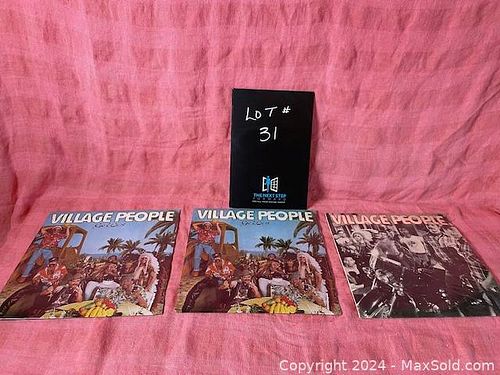 LOT #
31
THE NEXT STOP
VILLAGE PEOPLE
VILLAGE PEOPLE
VILLAGE PEOPLE
Copyright © 2024 - MaxSold.com